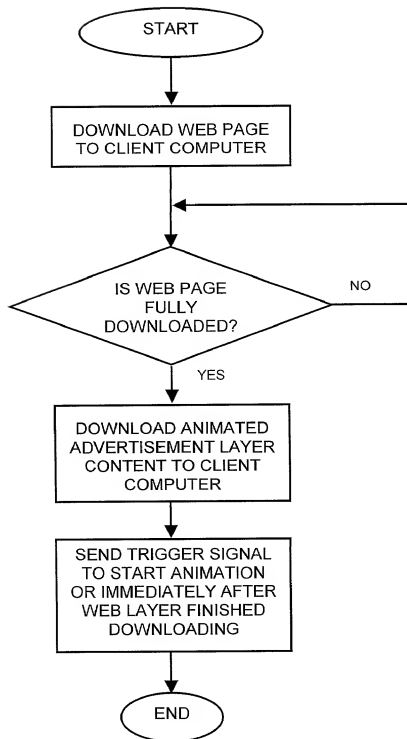 START
DOWNLOAD WEB PAGE
TO CLIENT COMPUTER
IS WEB PAGE
FULLY
DOWNLOADED?
NO
YES
DOWNLOAD ANIMATED
ADVERTISEMENT LAYER
CONTENT TO CLIENT
COMPUTER
SEND TRIGGER SIGNAL
TO START ANIMATION
OR IMMEDIATELY AFTER
WEB LAYER FINISHED
DOWNLOADING
END